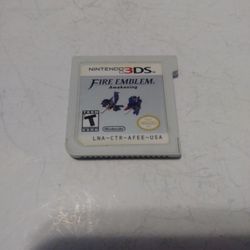 NINTENDO 3DS
FIRE EMBLEM
Awakening
T
Nintendo
LNA-CTR-AFEE-USA